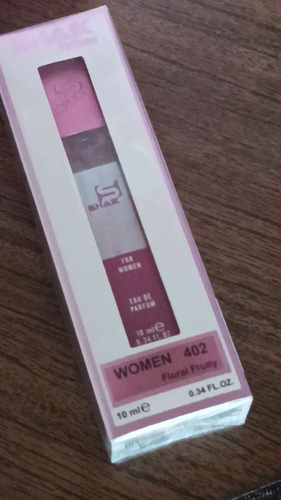 SHAIK
S
SHAIK
FOR
WOMEN
EAU DE
PARFUM
10 ml e
0.34 FL OZ
WOMEN 402
Floral Fruity
10 ml e 0.34 FL.OZ.